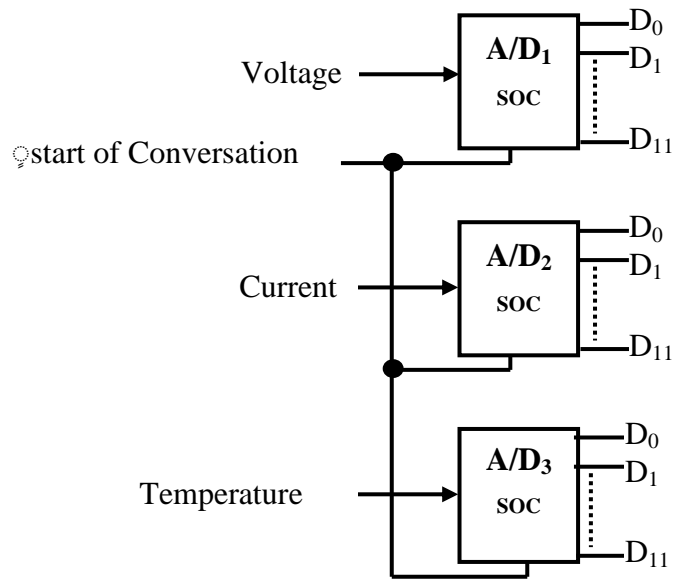 D₀
A/D₁
D₁
Voltage
SOC
D₁₁
start of Conversation
D₀
A/D₂
D₁
Current
SOC
D₁₁
D₀
A/D₃
D₁
Temperature
SOC
D₁₁